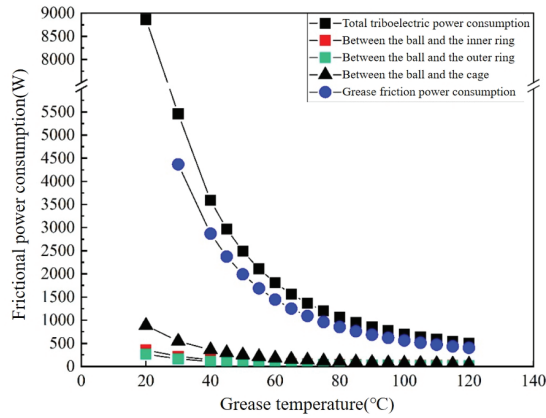 9000
8500
8000
5500
5000
4500
4000
3500
3000
2500
2000
1500
1000
500
0
Frictional power consumption(W)
Total triboelectric power consumption
Between the ball and the inner ring
Between the ball and the outer ring
Between the ball and the cage
Grease friction power consumption
0 20 40 60 80 100 120 140
Grease temperature(℃)